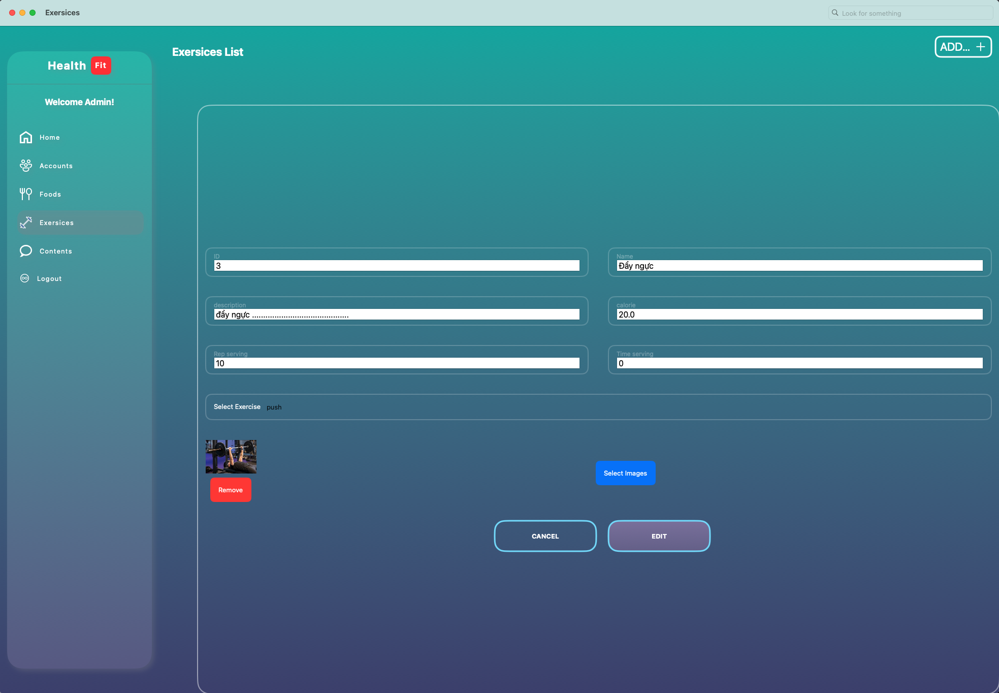 Exersices
Look for something
Health Fit
Welcome Admin!
Home
Accounts
Foods
Exersices
Contents
Logout
Exersices List
ADD... +
ID
3
Name
Đẩy ngực
description
đẩy ngực ...........................................
calorie
20.0
Rep serving
10
Time serving
0
Select Exercise push
Remove
Select Images
CANCEL
EDIT